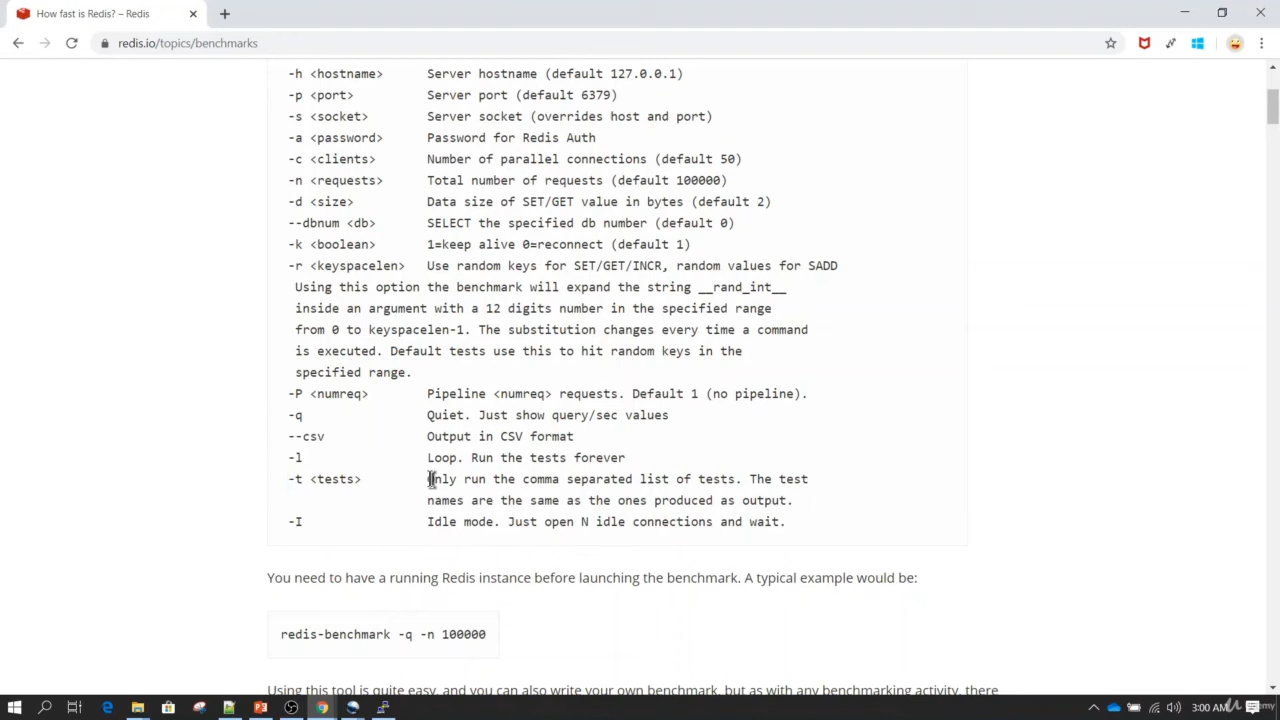 How fast is Redis? – Redis
redis.io/topics/benchmarks
-h <hostname> Server hostname (default 127.0.0.1)
-p <port> Server port (default 6379)
-s <socket> Server socket (overrides host and port)
-a <password> Password for Redis Auth
-c <clients> Number of parallel connections (default 50)
-n <requests> Total number of requests (default 100000)
-d <size> Data size of SET/GET value in bytes (default 2)
--dbnum <db> SELECT the specified db number (default 0)
-k <boolean> 1=keep alive 0=reconnect (default 1)
-r <keyspacelen> Use random keys for SET/GET/INCR, random values for SADD
Using this option the benchmark will expand the string __rand_int__
inside an argument with a 12 digits number in the specified range
from 0 to keyspacelen-1. The substitution changes every time a command
is executed. Default tests use this to hit random keys in the
specified range.
-P <numreq> Pipeline <numreq> requests. Default 1 (no pipeline).
-q Quiet. Just show query/sec values
--csv Output in CSV format
-l Loop. Run the tests forever
-t <tests> Only run the comma separated list of tests. The test
names are the same as the ones produced as output.
-I Idle mode. Just open N idle connections and wait.
You need to have a running Redis instance before launching the benchmark. A typical example would be:
redis-benchmark -q -n 100000
Using this tool is quite easy, and you can also write your own benchmark, but as with any benchmarking activity, there
3:00 AM